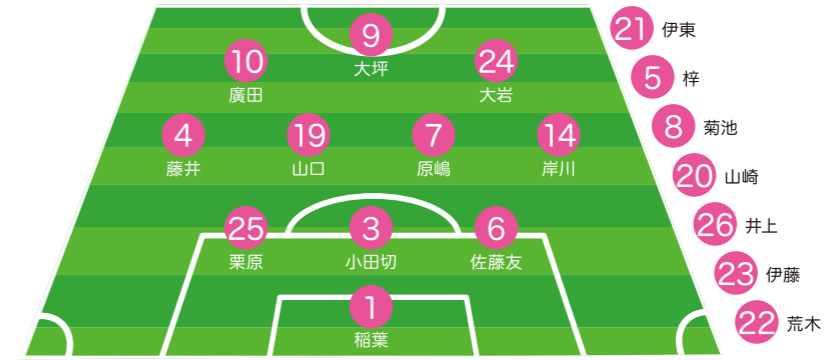 9
大坪
10
廣田
24
大岩
4
藤井
19
山口
7
原嶋
14
岸川
25
栗原
3
小田切
6
佐藤友
1
稲葉
21 伊東
5 梓
8 菊池
20 山崎
26 井上
23 伊藤
22 荒木